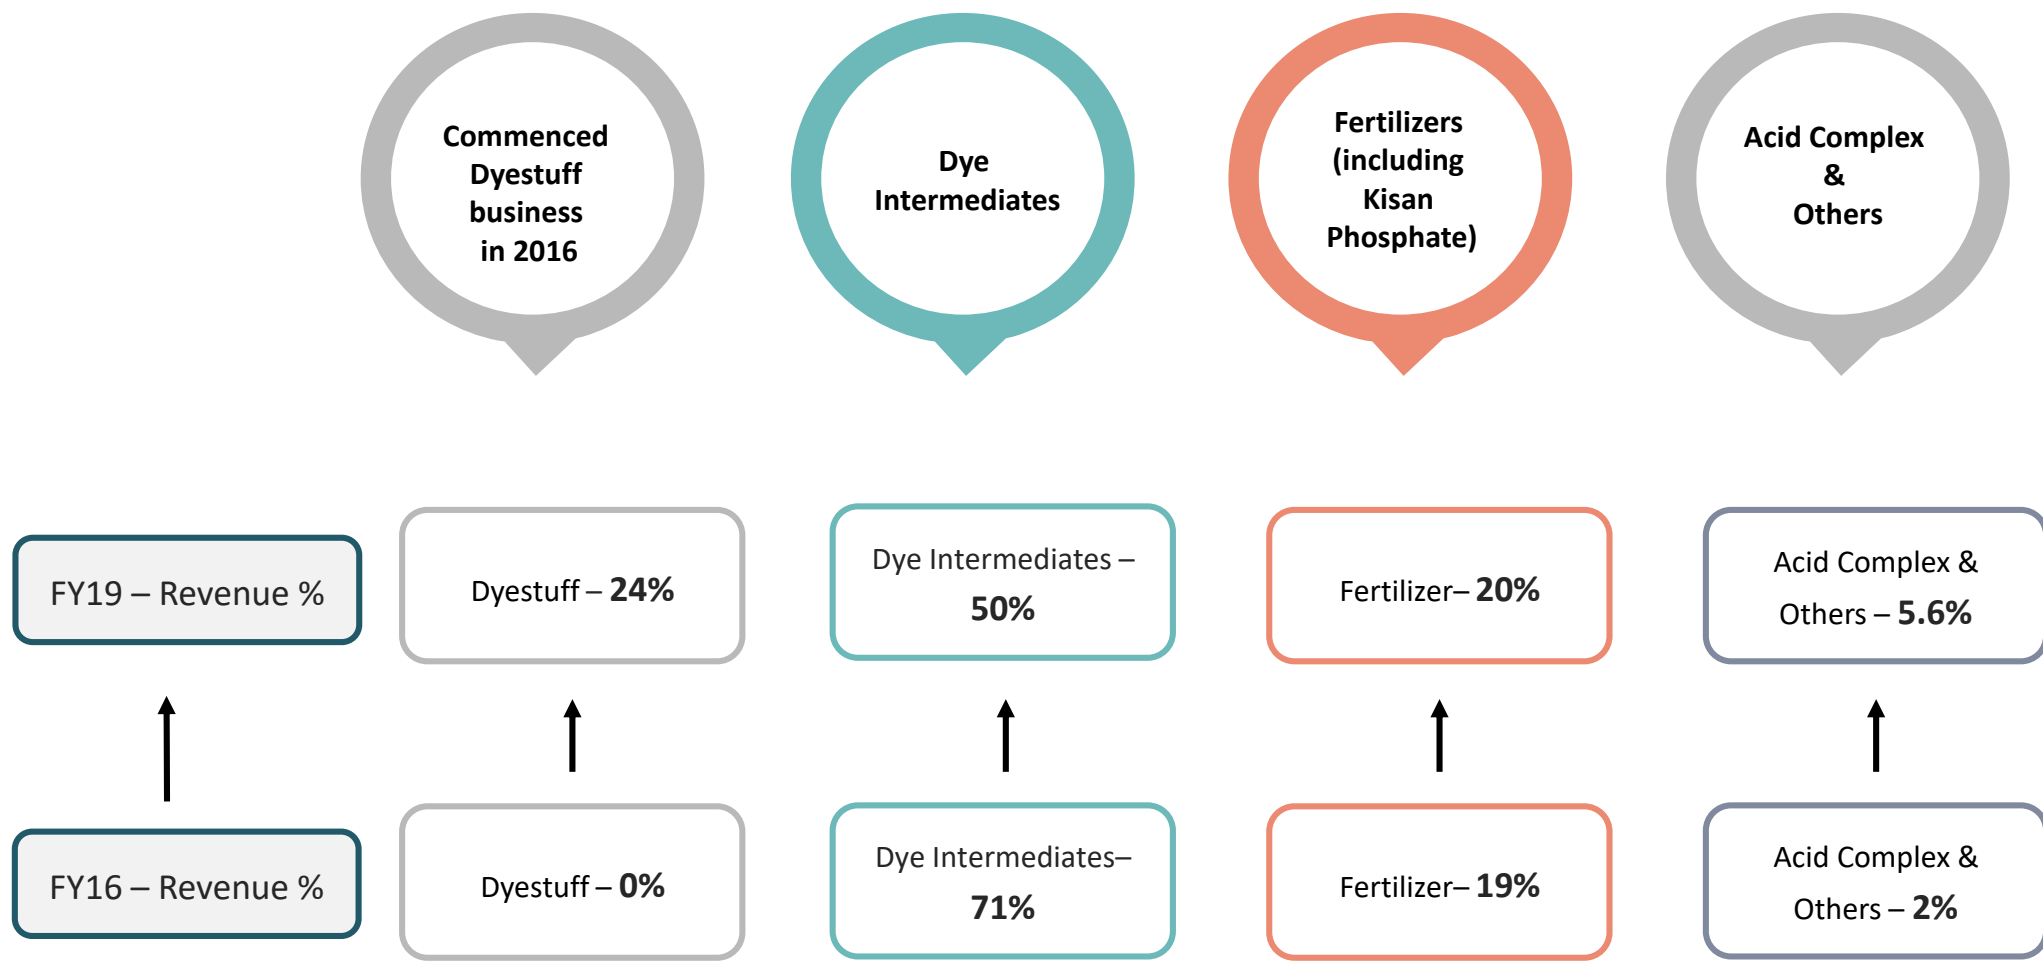 Commenced
Dyestuff
business
in 2016
Dye
Intermediates
Fertilizers
(including
Kisan
Phosphate)
Acid Complex
&
Others
FY19 – Revenue %
Dyestuff – 24%
Dye Intermediates –
50%
Fertilizer– 20%
Acid Complex &
Others – 5.6%
FY16 – Revenue %
Dyestuff – 0%
Dye Intermediates–
71%
Fertilizer– 19%
Acid Complex &
Others – 2%